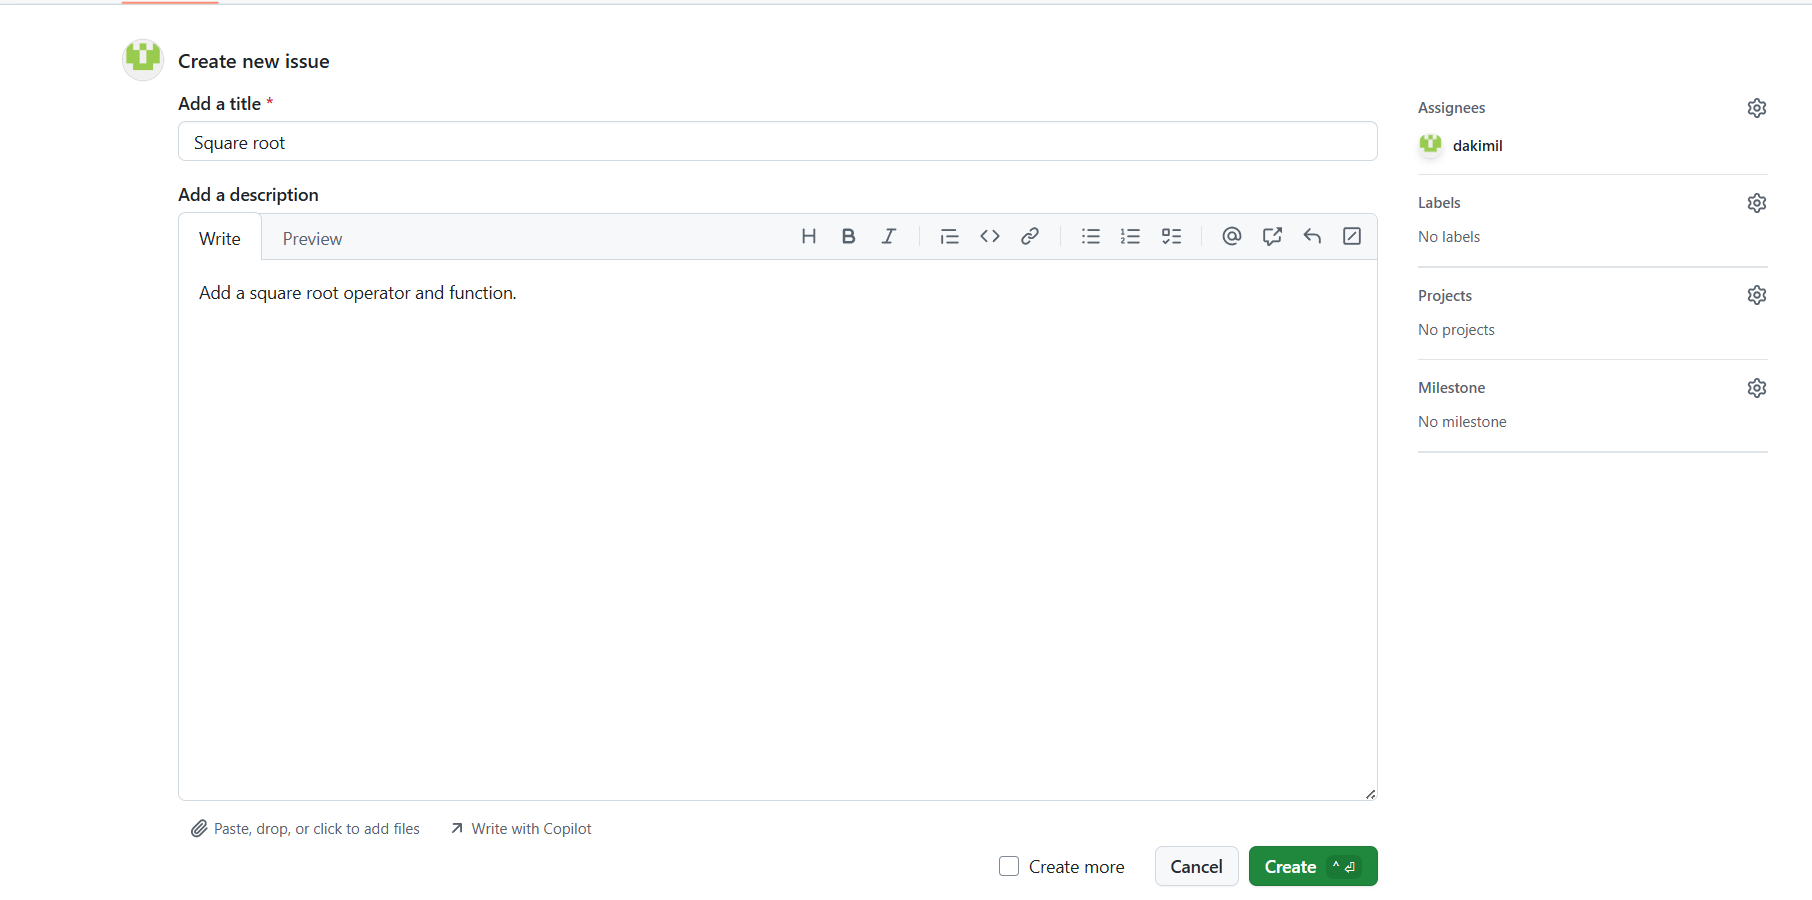 Create new issue
Add a title *
Square root
Add a description
Write Preview
Add a square root operator and function.
Paste, drop, or click to add files Write with Copilot
Create more Cancel Create
Assignees
dakimil
Labels
No labels
Projects
No projects
Milestone
No milestone